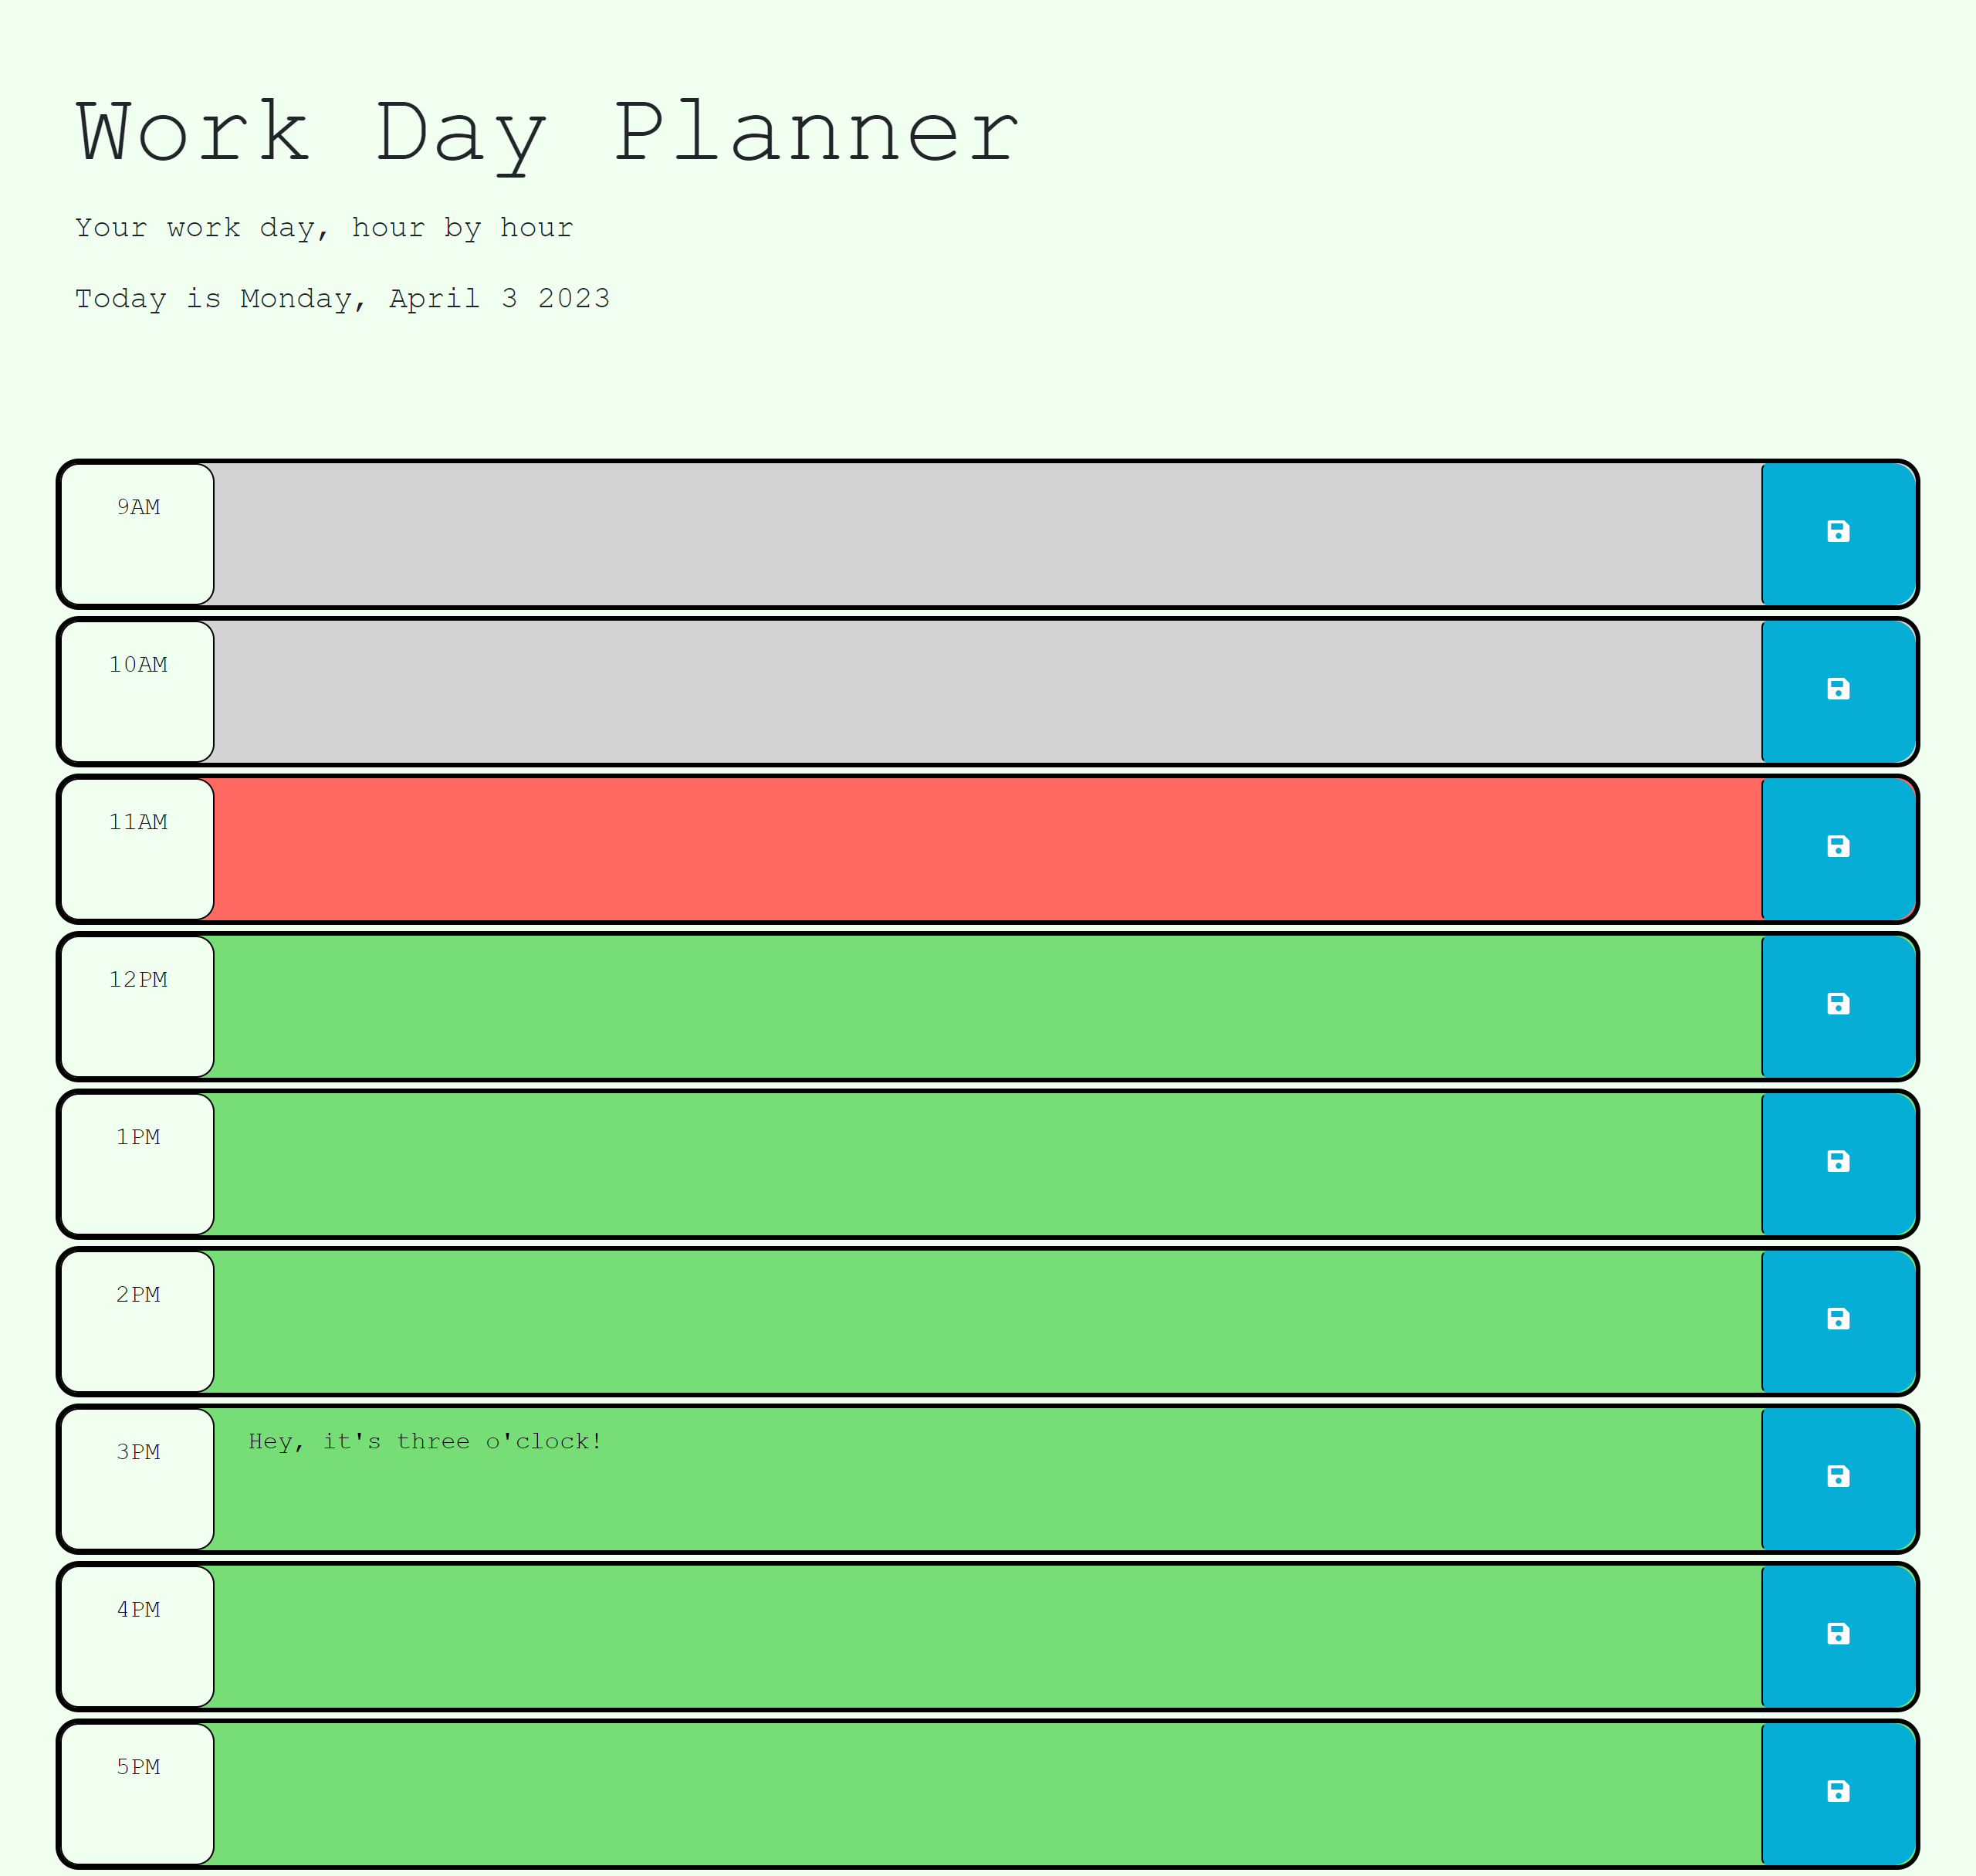 Work Day Planner
Your work day, hour by hour
Today is Monday, April 3 2023
9AM
10AM
11AM
12PM
1PM
2PM
3PM Hey, it's three o'clock!
4PM
5PM